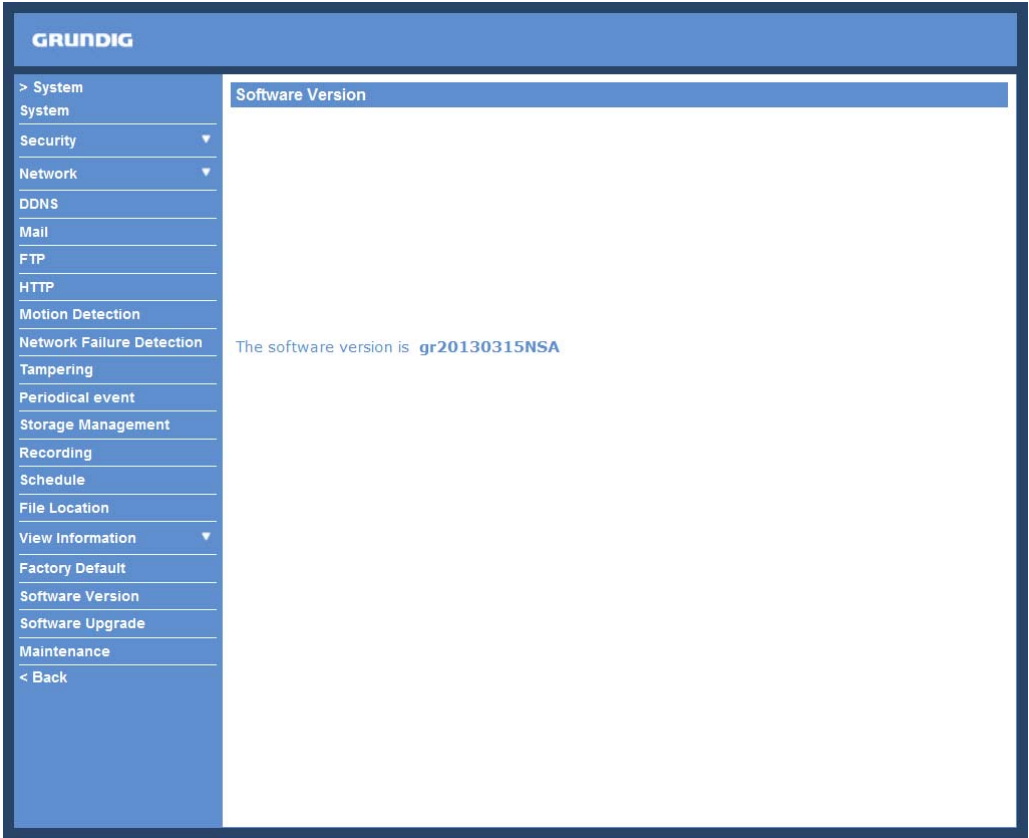 GRUNDIG
> System
System
Security
Network
DDNS
Mail
FTP
HTTP
Motion Detection
Network Failure Detection
Tampering
Periodical event
Storage Management
Recording
Schedule
File Location
View Information
Factory Default
Software Version
Software Upgrade
Maintenance
< Back
Software Version
The software version is gr20130315NSA